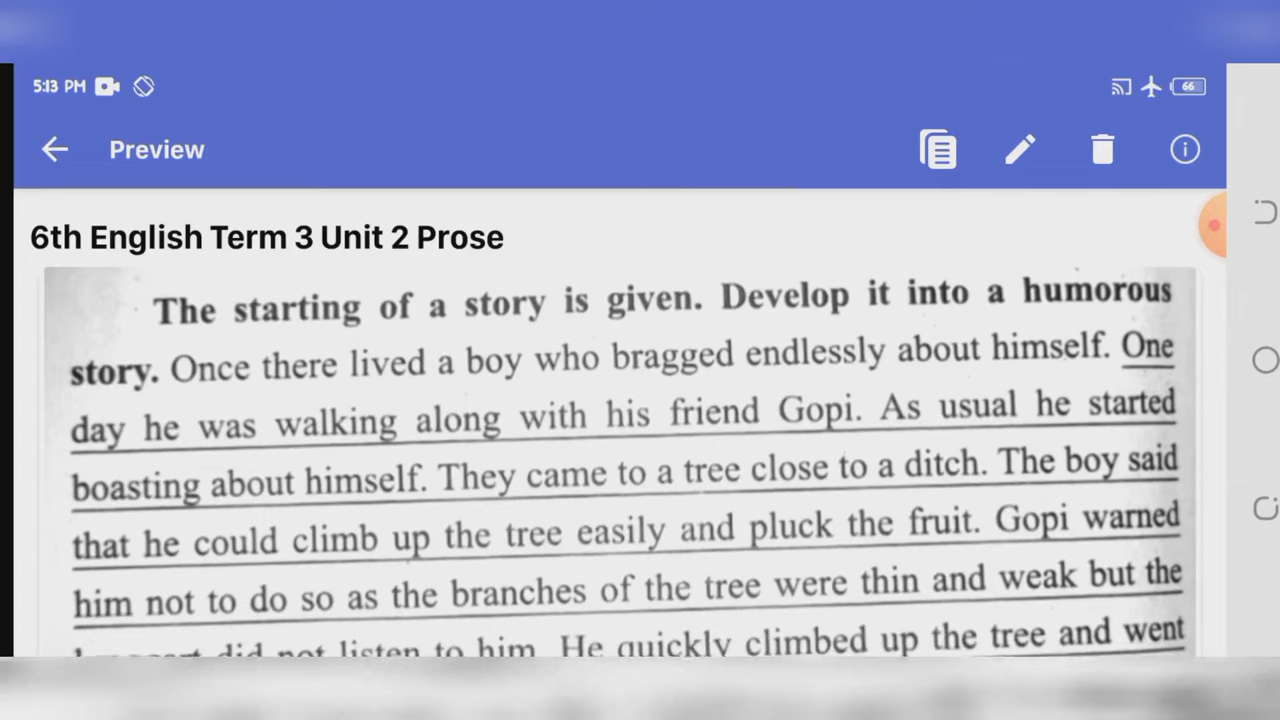 5:13 PM
66
Preview
6th English Term 3 Unit 2 Prose
The starting of a story is given. Develop it into a humorous
story. Once there lived a boy who bragged endlessly about himself. One
day he was walking along with his friend Gopi. As usual he started
boasting about himself. They came to a tree close to a ditch. The boy said
that he could climb up the tree easily and pluck the fruit. Gopi warned
him not to do so as the branches of the tree were thin and weak but the
did not listen to him. He quickly climbed up the tree and went